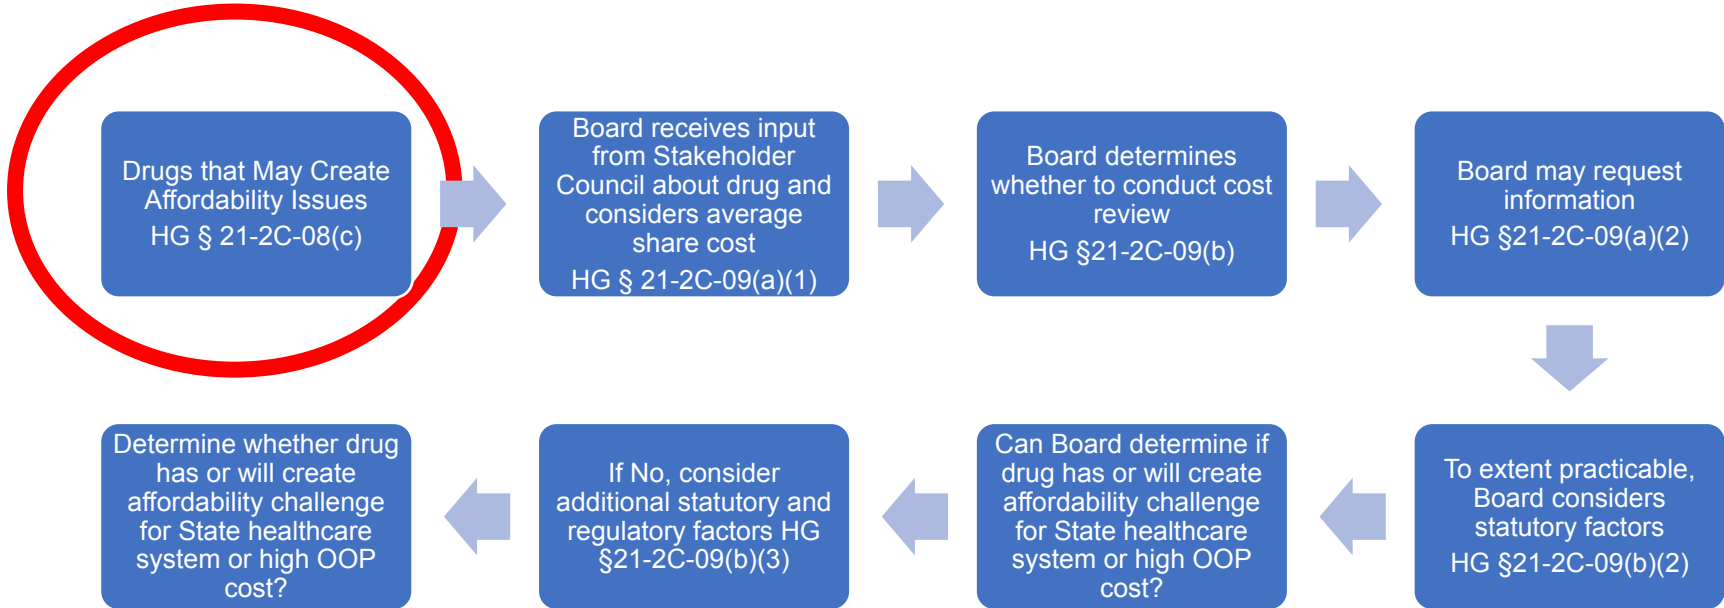 Drugs that May Create
Affordability Issues
HG § 21-2C-08(c)
Board receives input
from Stakeholder
Council about drug and
considers average
share cost
HG § 21-2C-09(a)(1)
Board determines
whether to conduct cost
review
HG §21-2C-09(b)
Board may request
information
HG §21-2C-09(a)(2)
To extent practicable,
Board considers
statutory factors
HG §21-2C-09(b)(2)
Can Board determine if
drug has or will create
affordability challenge
for State healthcare
system or high OOP
cost?
If No, consider
additional statutory and
regulatory factors HG
§21-2C-09(b)(3)
Determine whether drug
has or will create
affordability challenge
for State healthcare
system or high OOP
cost?